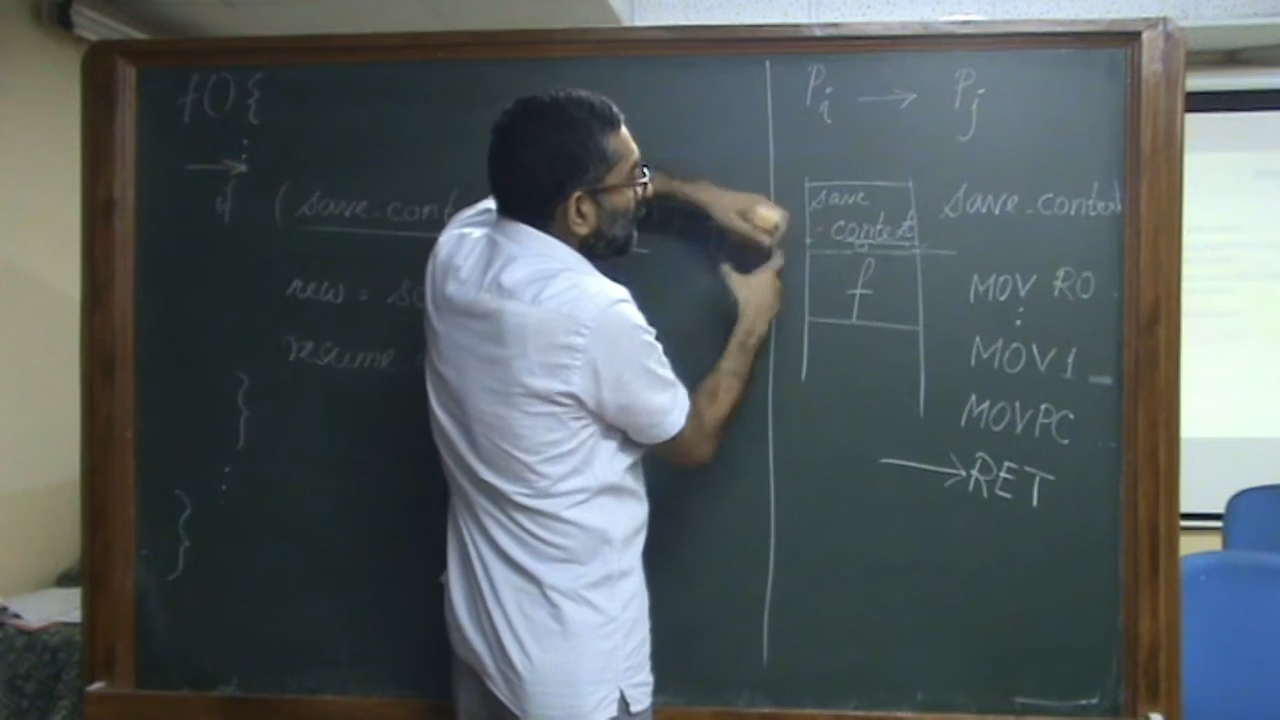 f() {
if (save-cont
new = sc
resume
}
}
Pi → Pj
save
context
f
save-context
MOV R0
MOV 1
MOV PC
→ RET